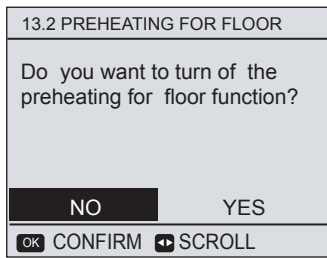 13.2 PREHEATING FOR FLOOR
Do you want to turn of the
preheating for floor function?
NO YES
OK CONFIRM SCROLL